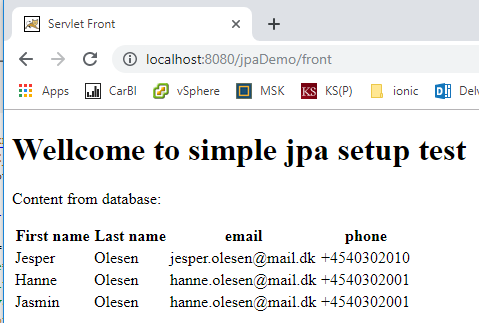 Servlet Front
localhost:8080/jpaDemo/front
Apps CarBI vSphere MSK KS KS(P) ionic Delv
Wellcome to simple jpa setup test
Content from database:
First name Last name email phone
Jesper Olesen jesper.olesen@mail.dk +4540302010
Hanne Olesen hanne.olesen@mail.dk +4540302001
Jasmin Olesen hanne.olesen@mail.dk +4540302001